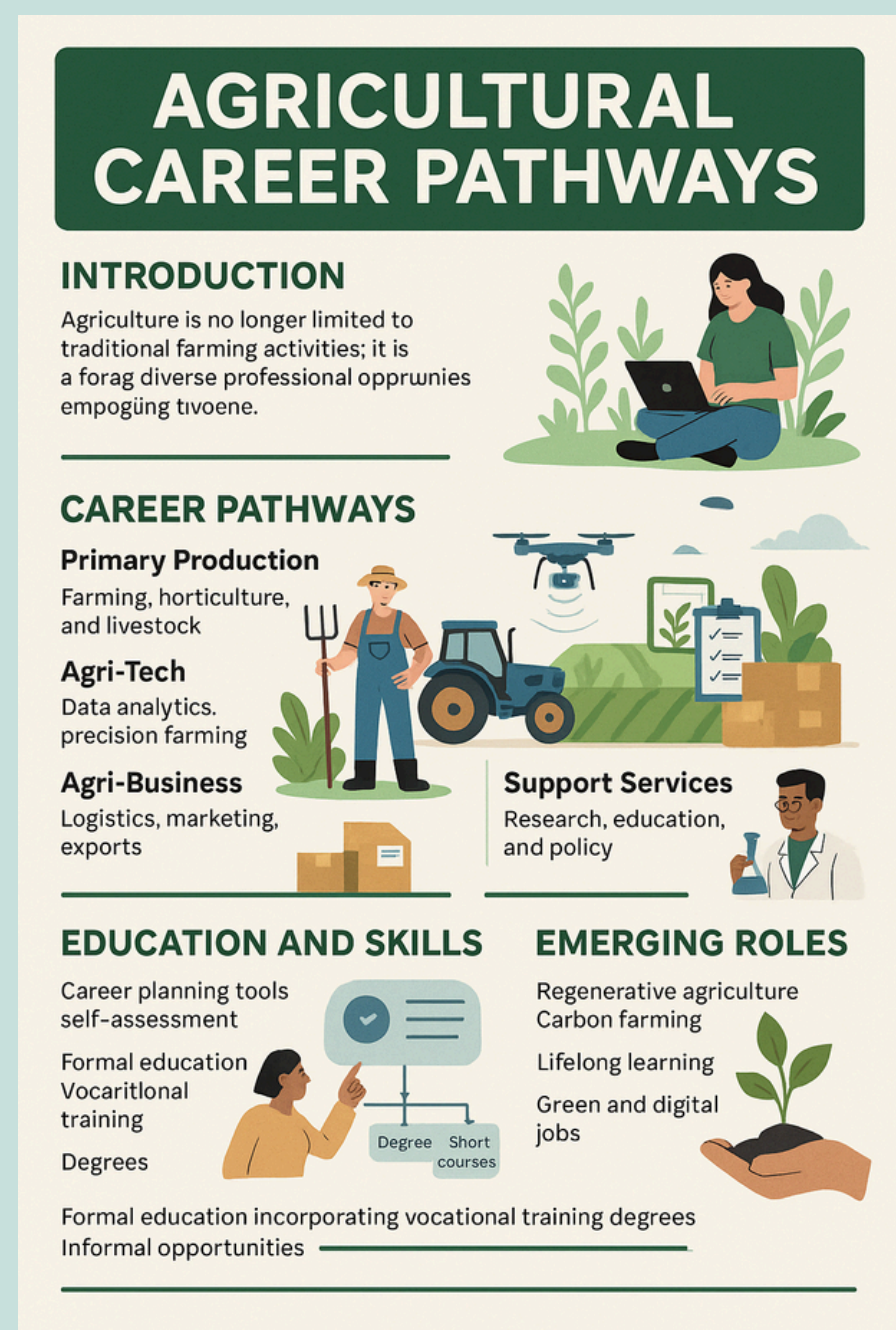 AGRICULTURAL
CAREER PATHWAYS
INTRODUCTION
Agriculture is no longer limited to
traditional farming activities; it is
a forag diverse professional opprunies
empogüng tıvoene.
CAREER PATHWAYS
Primary Production
Farming, horticulture,
and livestock
Agri-Tech
Data analytics.
precision farming
Agri-Business
Logistics, marketing,
exports
Support Services
Research, education,
and policy
EDUCATION AND SKILLS
Career planning tools
self-assessment
Formal education
Vocaritlonal
training
Degrees
Degree
Short
courses
EMERGING ROLES
Regenerative agriculture
Carbon farming
Lifelong learning
Green and digital
jobs
Formal education incorporating vocational training degrees
Informal opportunities